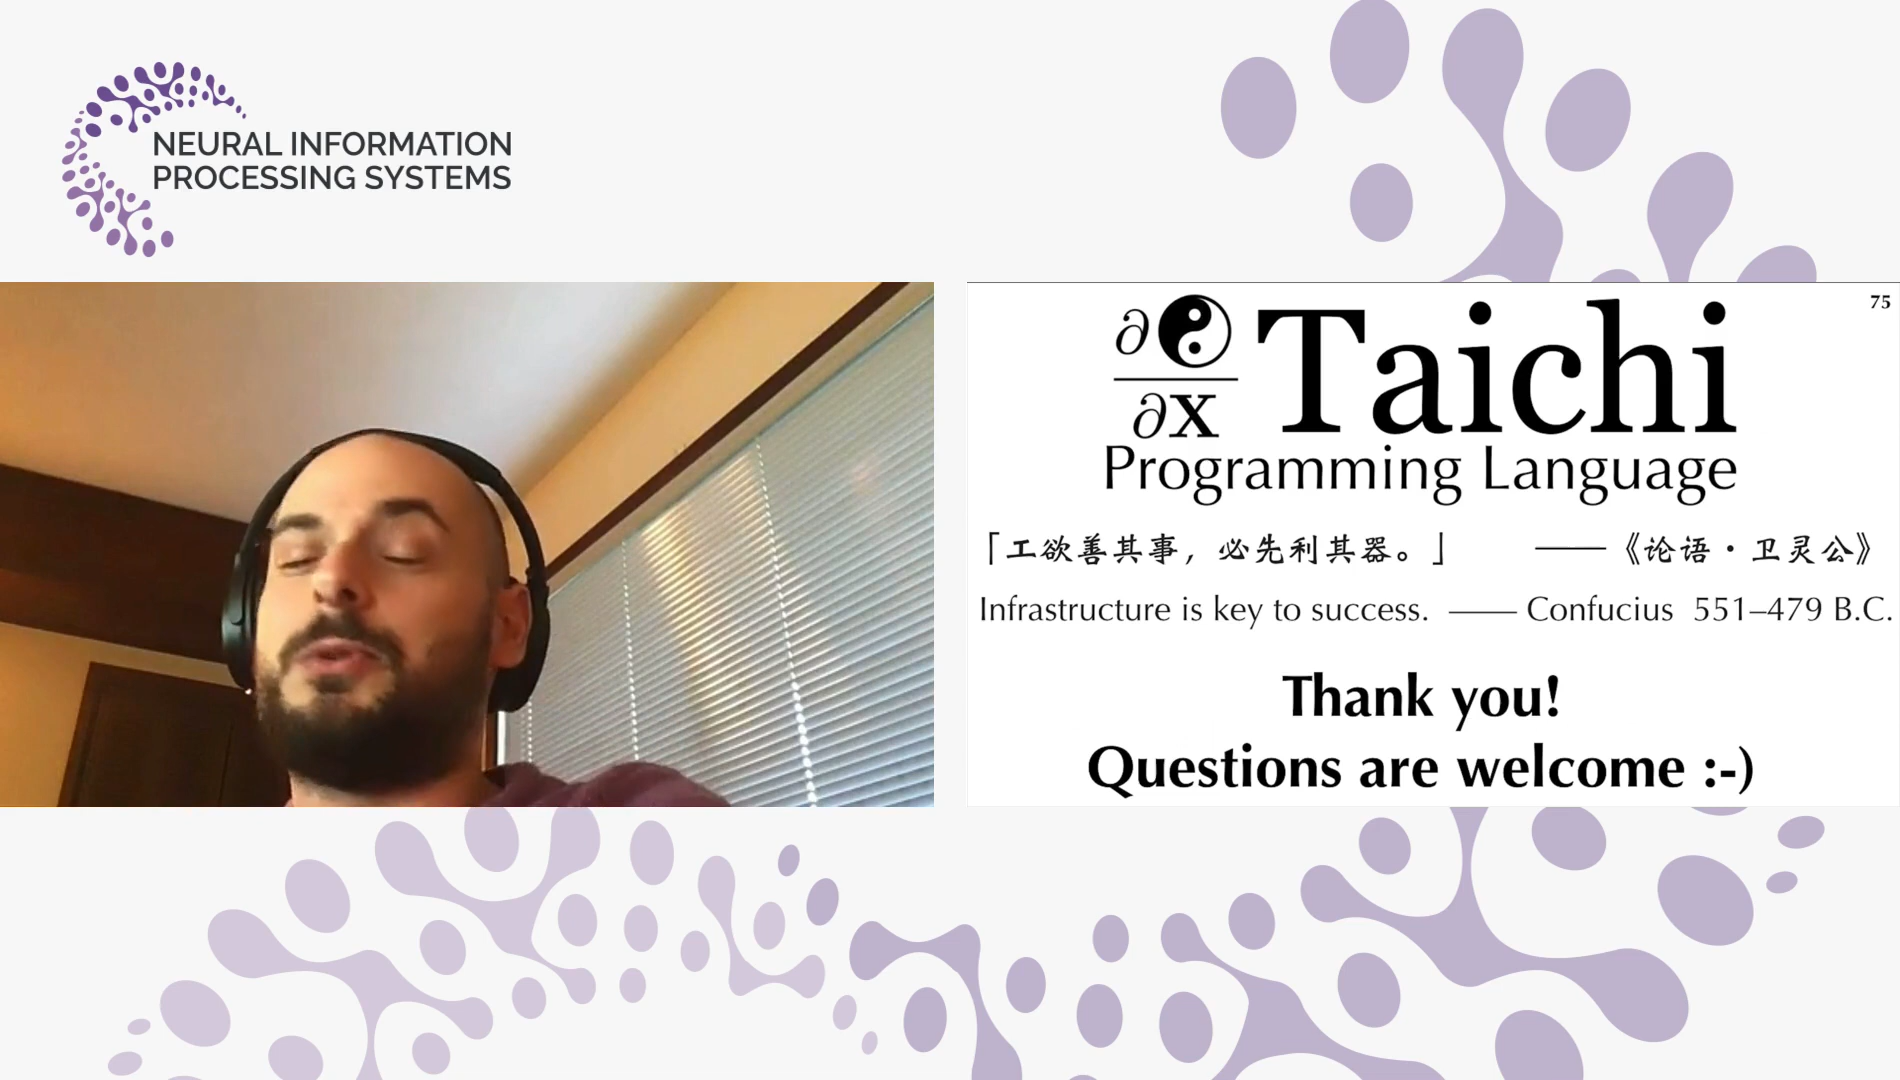 NEURAL INFORMATION
PROCESSING SYSTEMS
75
∂☯ Taichi
∂x
Programming Language
「工欲善其事，必先利其器。」 ——《论语·卫灵公》
Infrastructure is key to success. —— Confucius 551–479 B.C.
Thank you!
Questions are welcome :-)